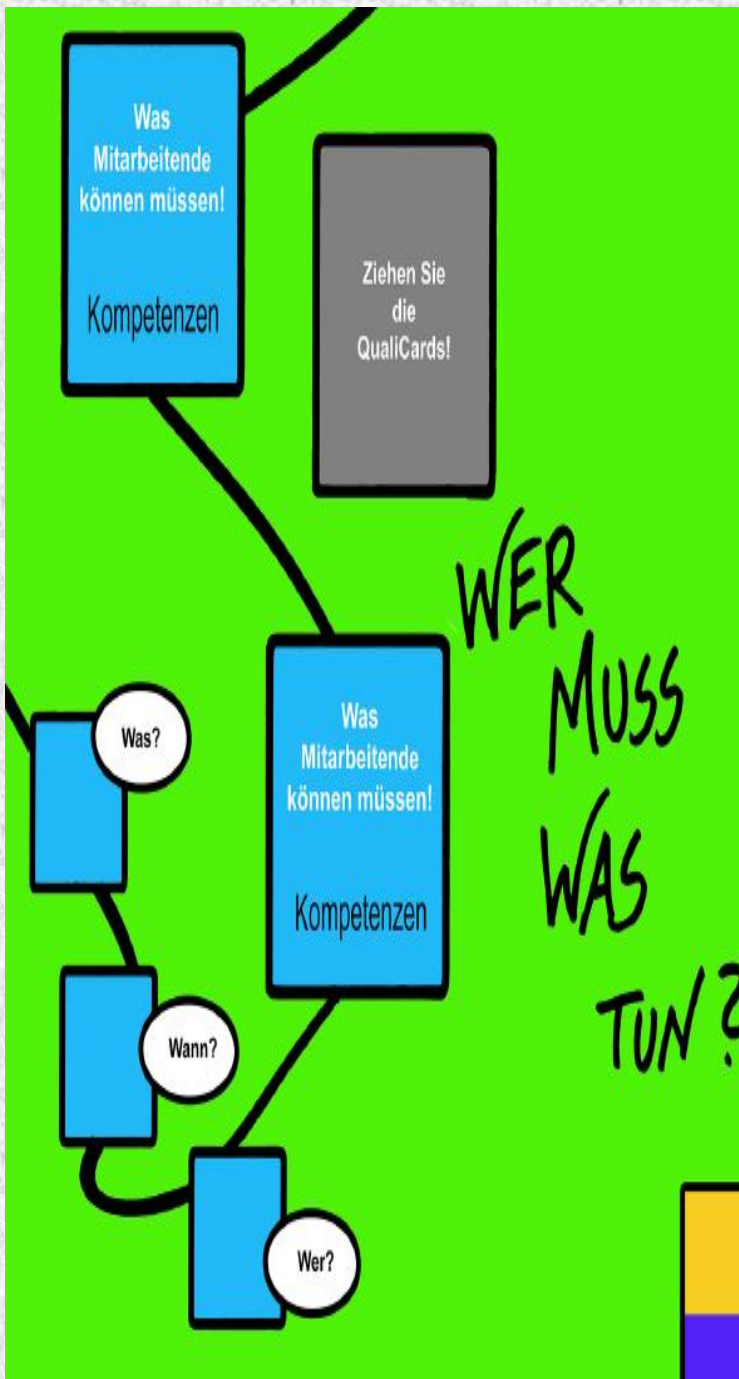 Was
Mitarbeitende
können müssen!
Kompetenzen
Ziehen Sie
die
QualiCards!
WER
MUSS
WAS
TUN?
Was
Mitarbeitende
können müssen!
Kompetenzen
Was?
Wann?
Wer?